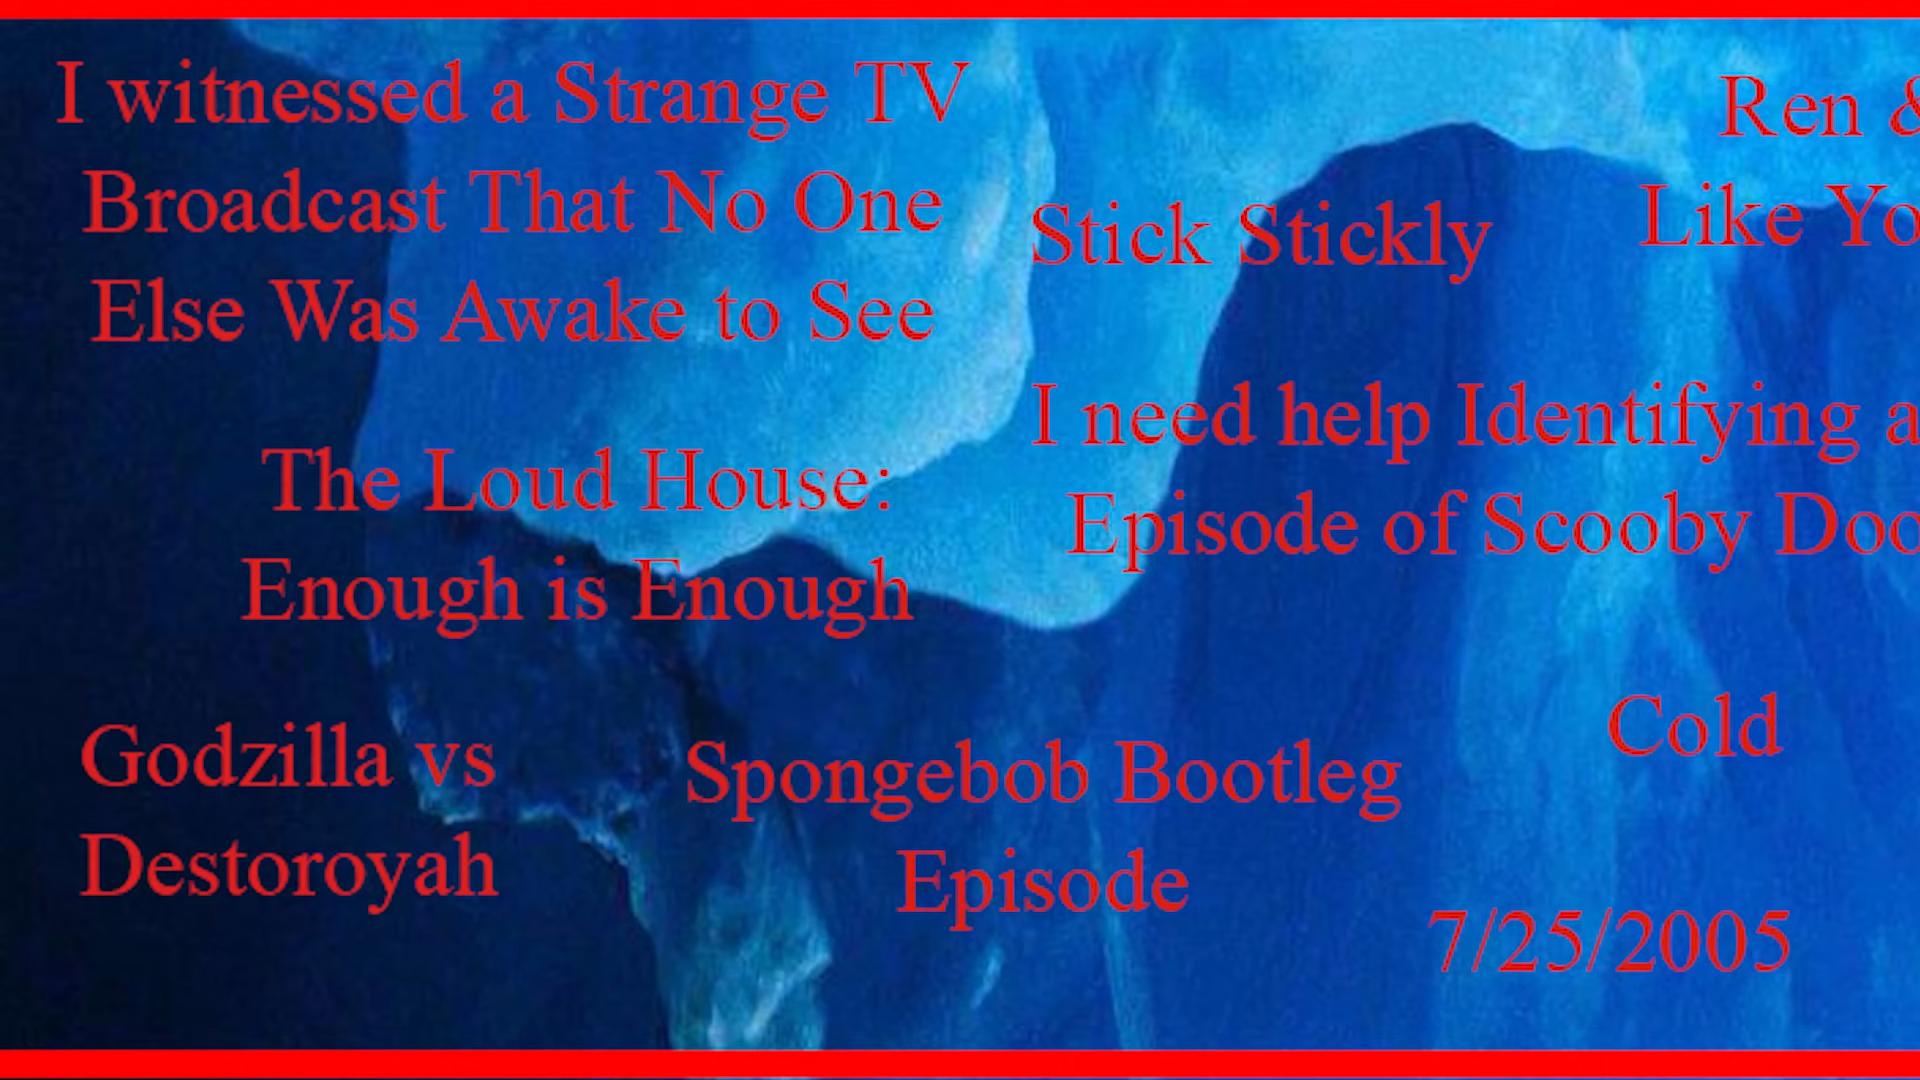 I witnessed a Strange TV
Broadcast That No One
Else Was Awake to See
Stick Stickly
Ren &
Like Yo
I need help Identifying a
Episode of Scooby Doo
The Loud House:
Enough is Enough
Godzilla vs
Destoroyah
Spongebob Bootleg
Episode
Cold
7/25/2005